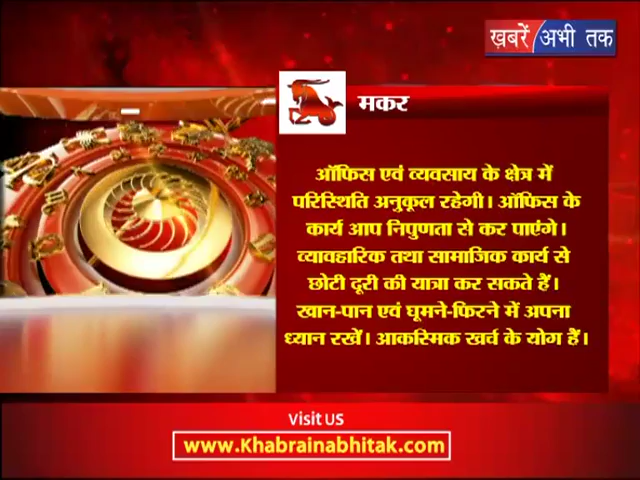 ख़बरें अभी तक
मकर
ऑफिस एवं व्यवसाय के क्षेत्र में
परिस्थिति अनुकूल रहेगी। ऑफिस के
कार्य आप निपुणता से कर पाएंगे।
व्यावहारिक तथा सामाजिक कार्य से
छोटी दूरी की यात्रा कर सकते हैं।
खान-पान एवं घूमने-फिरने में अपना
ध्यान रखें। आकस्मिक खर्च के योग हैं।
Visit US
www.Khabrainabhitak.com